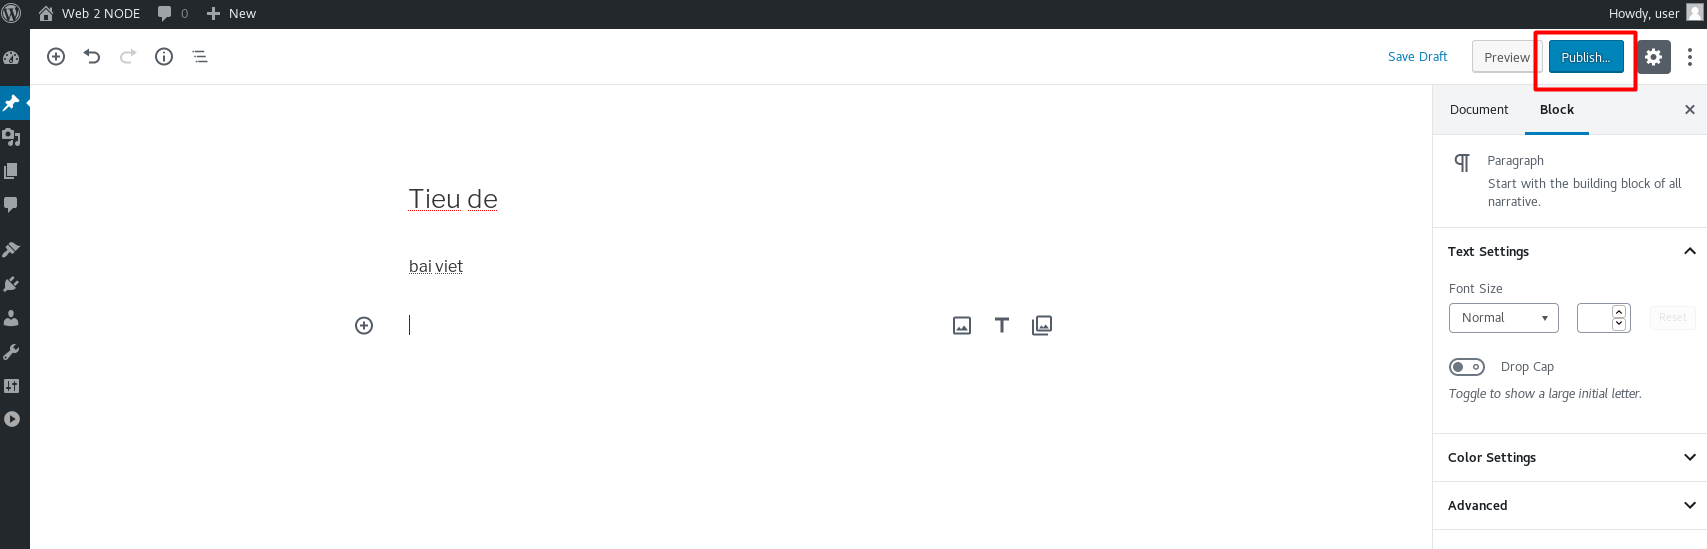 Web 2 NODE 0 New Howdy, user
Save Draft Preview Publish...
Document Block
Tieu de
bai viet
Paragraph
Start with the building block of all
narrative.
Text Settings
Font Size
Normal Reset
Drop Cap
Toggle to show a large initial letter.
Color Settings
Advanced